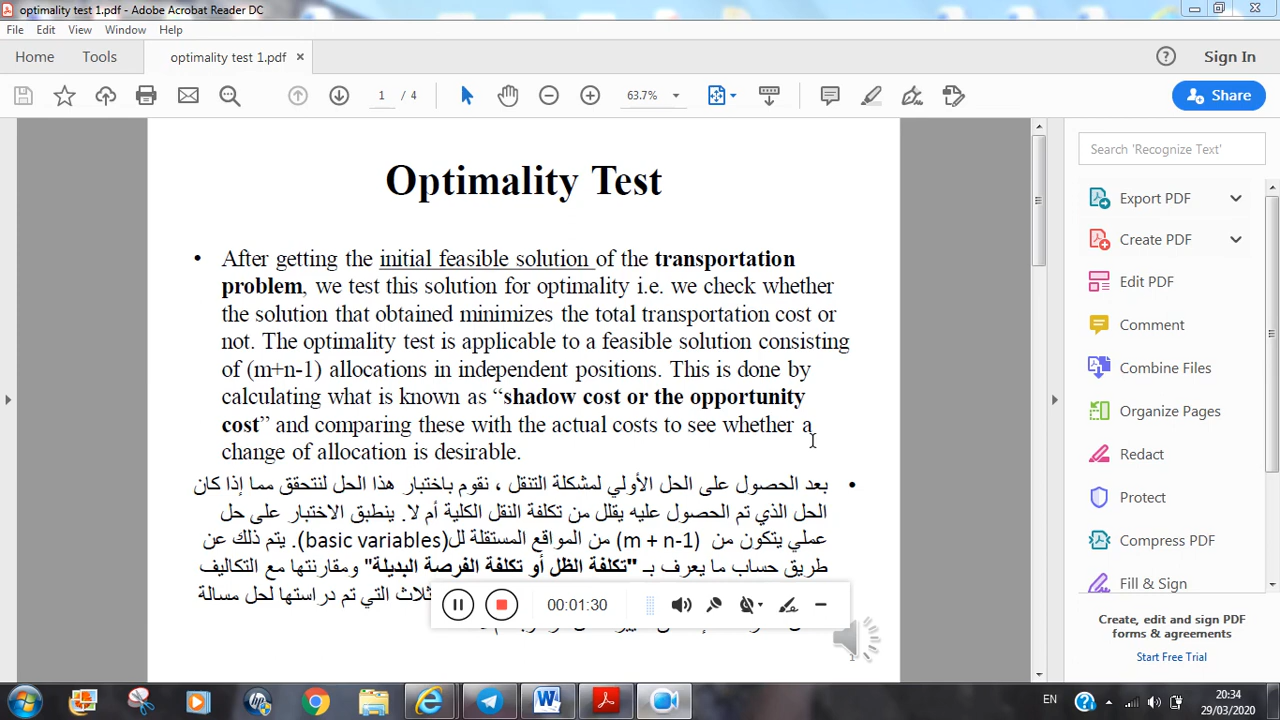 optimality test 1.pdf - Adobe Acrobat Reader DC
File Edit View Window Help
Home Tools optimality test 1.pdf × Sign In
1 / 4 63.7% Share
Optimality Test
• After getting the initial feasible solution of the transportation
problem, we test this solution for optimality i.e. we check whether
the solution that obtained minimizes the total transportation cost or
not. The optimality test is applicable to a feasible solution consisting
of (m+n-1) allocations in independent positions. This is done by
calculating what is known as “shadow cost or the opportunity
cost” and comparing these with the actual costs to see whether a
change of allocation is desirable.
• بعد الحصول على الحل الأولي لمشكلة التنقل ، نقوم باختبار هذا الحل لنتحقق مما إذا كان
الحل الذي تم الحصول عليه يقلل من تكلفة النقل الكلية أم لا. ينطبق الاختبار على حل
عملي يتكون من (m + n-1) من المواقع المستقلة لل(basic variables). يتم ذلك عن
طريق حساب ما يعرف بـ "تكلفة الظل أو تكلفة الفرصة البديلة" ومقارنتها مع التكاليف
ثلاث التي تم دراستها لحل مسالة
00:01:30
1
Search 'Recognize Text'
Export PDF
Create PDF
Edit PDF
Comment
Combine Files
Organize Pages
Redact
Protect
Compress PDF
Fill & Sign
Create, edit and sign PDF
forms & agreements
Start Free Trial
EN 20:34
29/03/2020